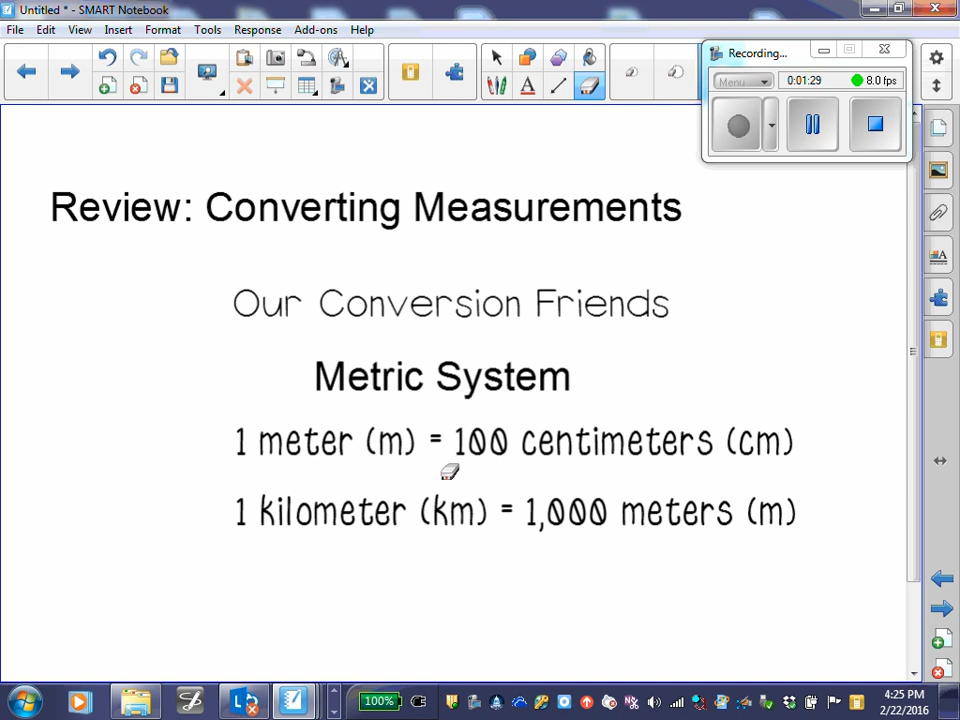 Untitled * - SMART Notebook
File Edit View Insert Format Tools Response Add-ons Help
Recording...
Menu 0:01:29 8.0 fps
Review: Converting Measurements
Our Conversion Friends
Metric System
1 meter (m) = 100 centimeters (cm)
1 kilometer (km) = 1,000 meters (m)
100%
4:25 PM
2/22/2016